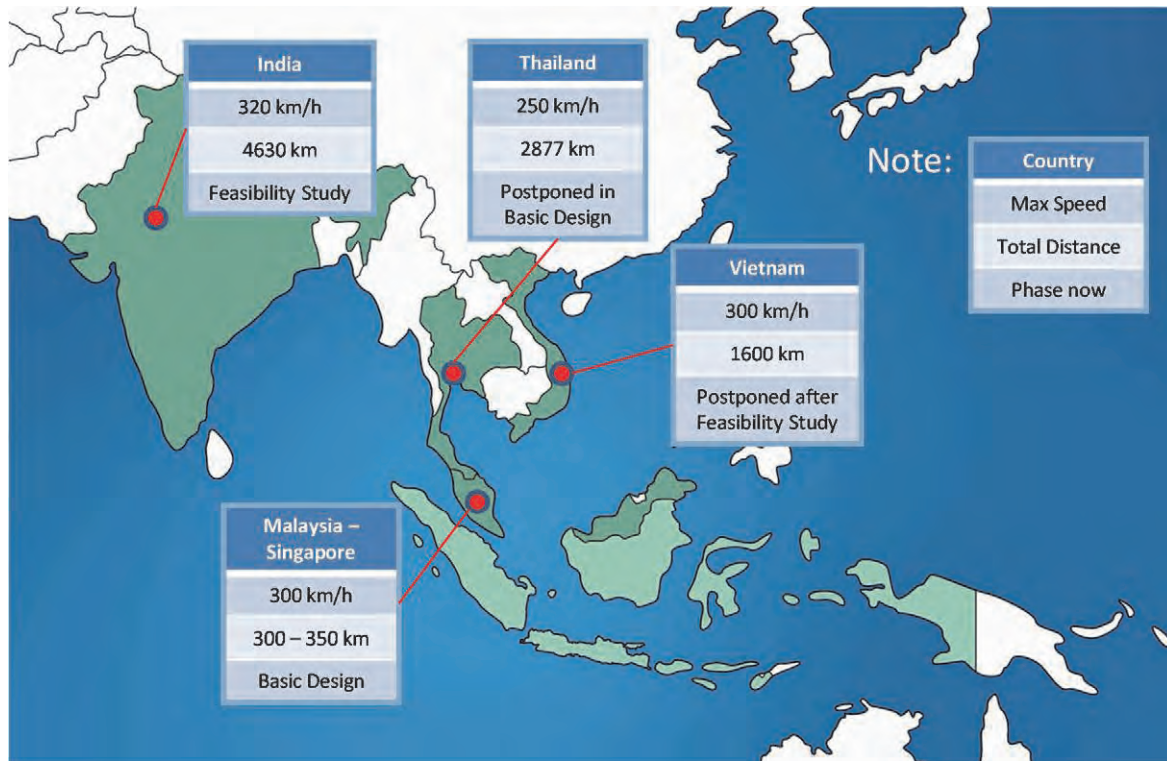 India
320 km/h
4630 km
Feasibility Study
Thailand
250 km/h
2877 km
Postponed in
Basic Design
Note:
Country
Max Speed
Total Distance
Phase now
Vietnam
300 km/h
1600 km
Postponed after
Feasibility Study
Malaysia –
Singapore
300 km/h
300 – 350 km
Basic Design